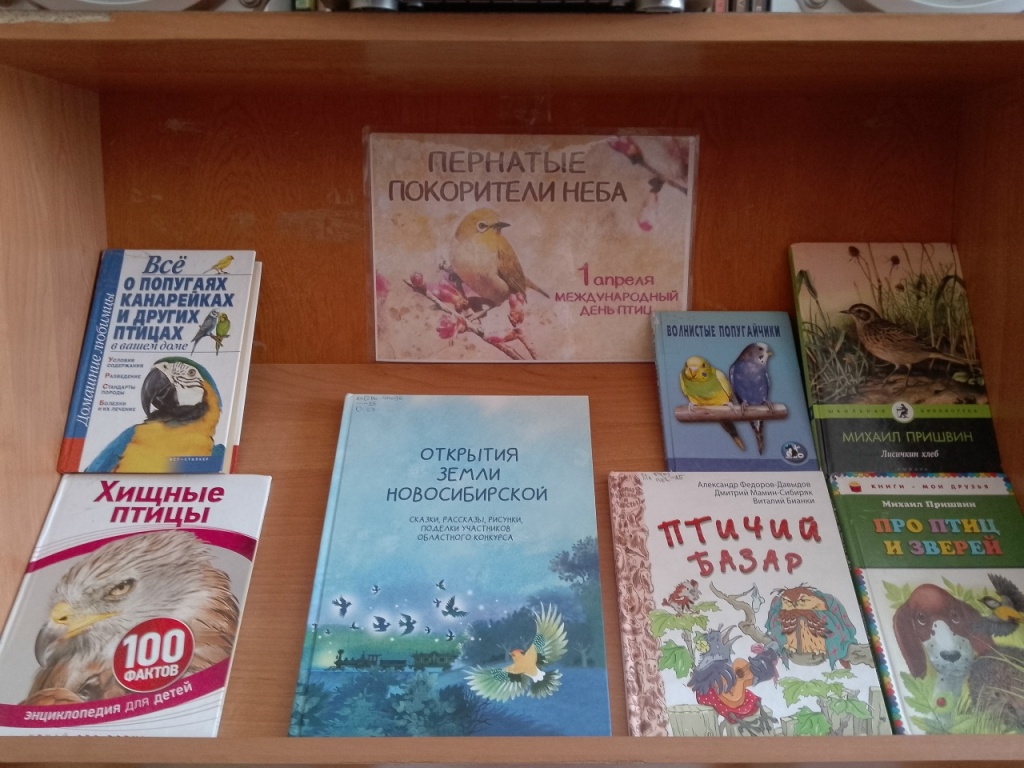 ПЕРНАТЫЕ
ПОКОРИТЕЛИ НЕБА
1 апреля
МЕЖДУНАРОДНЫЙ
ДЕНЬ ПТИЦ
Домашние любимцы
Всё
О ПОПУГАЯХ
КАНАРЕЙКАХ
И ДРУГИХ
ПТИЦАХ
в вашем доме
Условия
содержания
Разведение
Стандарты
породы
Болезни
и их лечение
ВОЛНИСТЫЕ ПОПУГАЙЧИКИ
ШКОЛЬНАЯ БИБЛИОТЕКА
МИХАИЛ ПРИШВИН
Лисичкин хлеб
Хищные
птицы
100
ФАКТОВ
энциклопедия для детей
ОТКРЫТИЯ
ЗЕМЛИ
НОВОСИБИРСКОЙ
СКАЗКИ, РАССКАЗЫ, РИСУНКИ,
ПОДЕЛКИ УЧАСТНИКОВ
ОБЛАСТНОГО КОНКУРСА
Александр Федоров-Давыдов
Дмитрий Мамин-Сибиряк
Виталий Бианки
ПТИЧИЙ
БАЗАР
КНИГИ - МОИ ДРУЗЬЯ
Михаил Пришвин
ПРО ПТИЦ
И ЗВЕРЕЙ